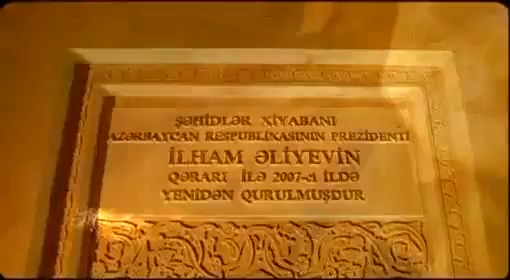 ŞƏHİDLƏR XİYABANI
AZƏRBAYCAN RESPUBLİKASININ PREZİDENTİ
İLHAM ƏLİYEVİN
QƏRARI İLƏ 2007-ci İLDƏ
YENİDƏN QURULMUŞDUR